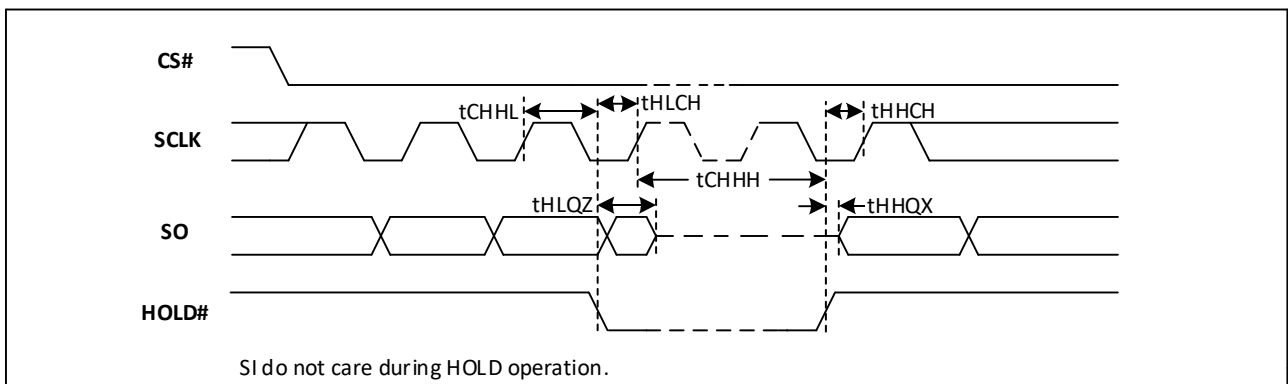 CS#
tCHHL
tHLCH
tHHCH
SCLK
tCHHH
tHLQZ
tHHQX
SO
HOLD#
SI do not care during HOLD operation.